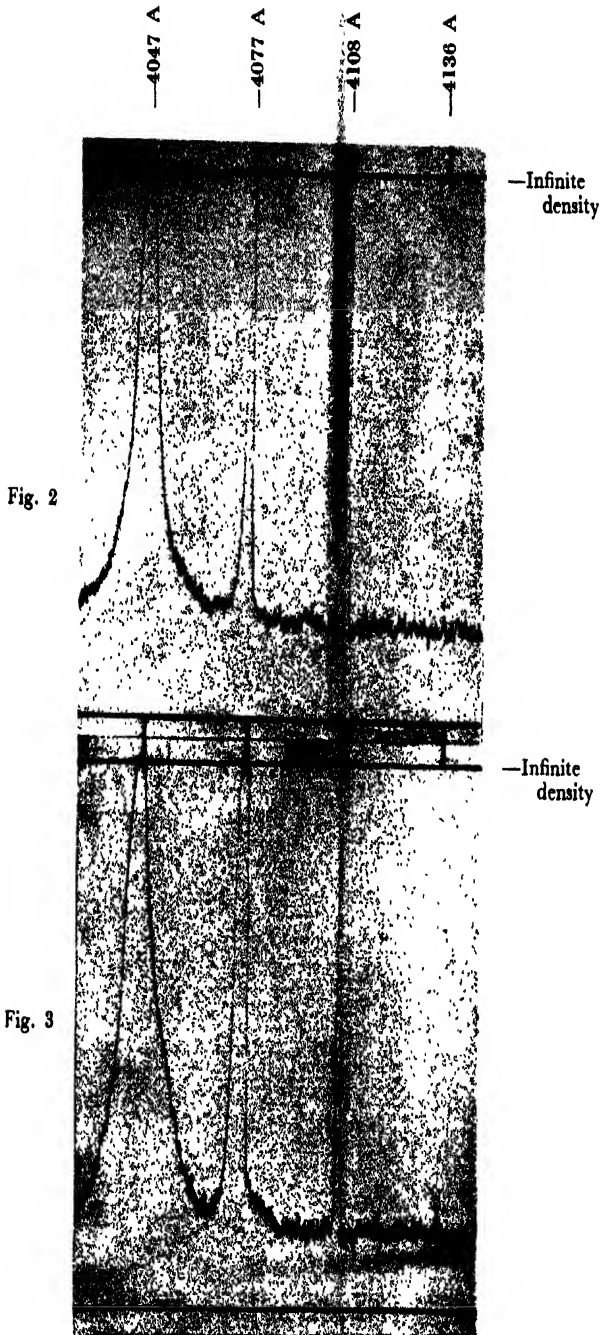 —4047 A
—4077 A
—4108 A
—4136 A
—Infinite
density
Fig. 2
—Infinite
density
Fig. 3